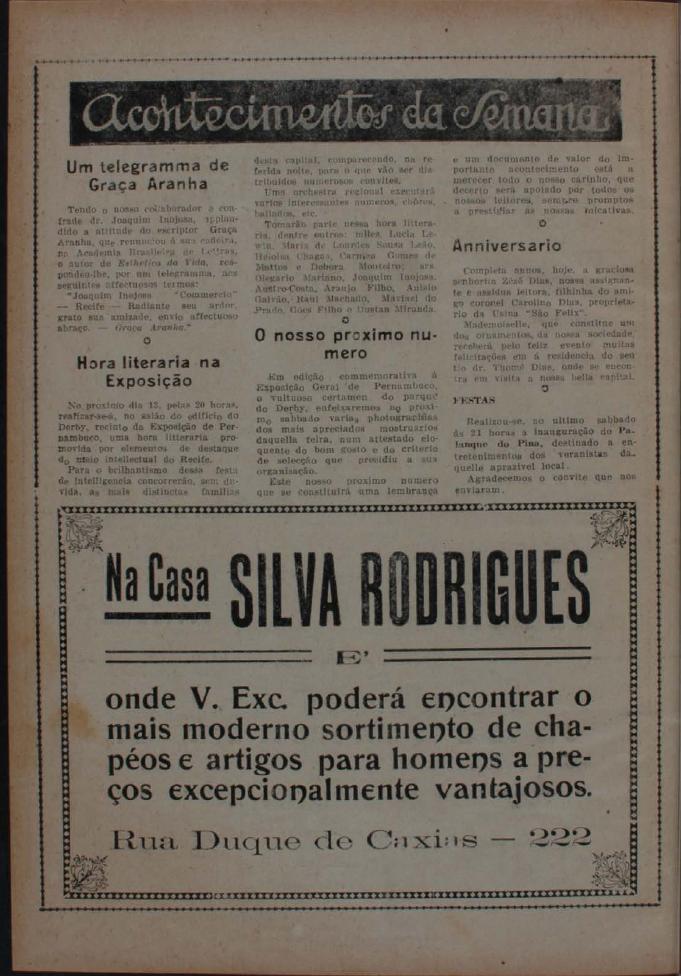 Acontecimentos da Semana
Um telegramma de
Graça Aranha
Tendo o nosso collaborador e con-
frade dr. Joaquim Inojosa, applau-
dido a attitude do escriptor Graça
Aranha, que renunciou á sua cadeira,
na Academia Brasileira de Lettras,
o autor de Esthetica da Vida, res-
pondeu-lhe, por um telegramma, nos
seguintes affectuosos termos:
"Joaquim Inojosa "Commercio"
— Recife — Radiante seu ardor,
grato sua amizade, envio affectuoso
abraço. — Graça Aranha."
Hora literaria na
Exposição
No proximo dia 13, pelas 20 horas,
realizar-se-á, no salão do edificio do
Derby, recinto da Exposição de Per-
nambuco, uma hora litteraria pro-
movida por elementos de destaque
do meio intellectual do Recife.
Para o brilhantismo dessa festa
de intelligencia concorrerão, sem du-
vida, as mais distinctas familias
desta capital, comparecendo, na re-
ferida noite, para o que vão ser dis-
tribuidos numerosos convites.
Uma orchestra regional executará
varios interessantes numeros, chôros,
bailados, etc.
Tomarão parte nessa hora littera-
ria, dentre outros: mlles. Lucia Le-
win, Maria de Lourdes Sousa Leão,
Heloisa Chagas, Carmen Gomes de
Mattos e Debora Monteiro; srs.
Olegario Mariano, Joaquim Inojosa,
Austro-Costa, Araujo Filho, Anisio
Galvão, Raul Machado, Maviael do
Prado, Góes Filho e Dustan Miranda.
O nosso proximo nu-
mero
Em edição commemorativa á
Exposição Geral de Pernambuco,
o vultuoso certamen do parque
do Derby, enfeixaremos no proxi-
mo sabbado varias photographias
dos mais apreciados mostruarios
daquella feira, num attestado elo-
quente do bom gosto e do criterio
de selecção que presidiu a sua
organisação.
Este nosso proximo numero
que se constituirá uma lembrança
e um documento de valor do im-
portante acontecimento está a
merecer todo o nosso carinho, que
decerto será apoiado por todos os
nossos leitores, sempre promptos
a prestigiar as nossas inicativas.
Anniversario
Completa annos, hoje, a graciosa
senhorita Zézé Dias, nossa assignan-
te e assidua leitora, filhinha do ami-
go coronel Carolino Dias, proprieta-
rio da Usina "São Felix".
Mademoiselle, que constitue um
dos ornamentos, da nossa sociedade,
receberá pelo feliz evento muitas
felicitações em á residencia do seu
tio dr. Thomé Dias, onde se encon-
tra em visita a nossa bella capital.
FESTAS
Realizou-se, no ultimo sabbado
ás 21 horas a inauguração do Pa-
lanque do Pina, destinado a en-
tretenimentos dos veranistas da-
quelle aprazivel local.
Agradecemos o convite que nos
enviaram.
Na Casa SILVA RODRIGUES
E'
onde V. Exc. poderá encontrar o
mais moderno sortimento de cha-
péos e artigos para homens a pre-
ços excepcionalmente vantajosos.
Rua Duque de Caxias — 222